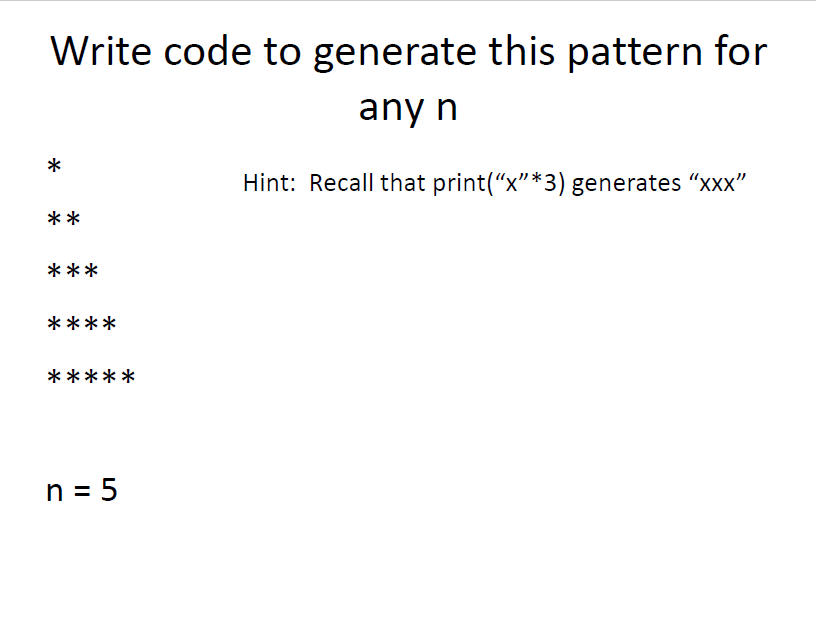 Write code to generate this pattern for
any n
*
Hint:  Recall that print(“x”*3) generates “xxx”
**
***
****
*****
n = 5